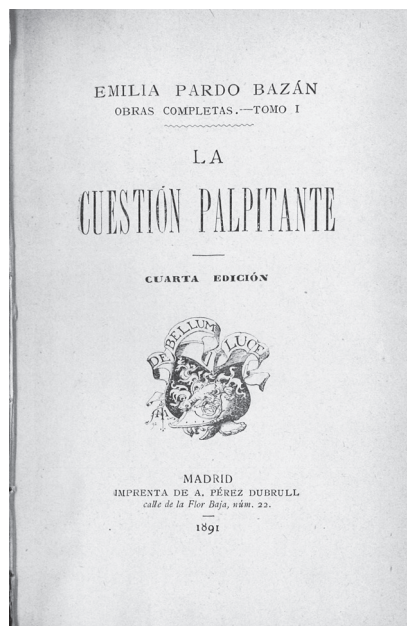 EMILIA PARDO BAZÁN
OBRAS COMPLETAS.—TOMO I
LA
CUESTIÓN PALPITANTE
CUARTA EDICIÓN
DE BELLUM LUCE
MADRID
IMPRENTA DE A. PÉREZ DUBRULL
calle de la Flor Baja, núm. 22.
1891